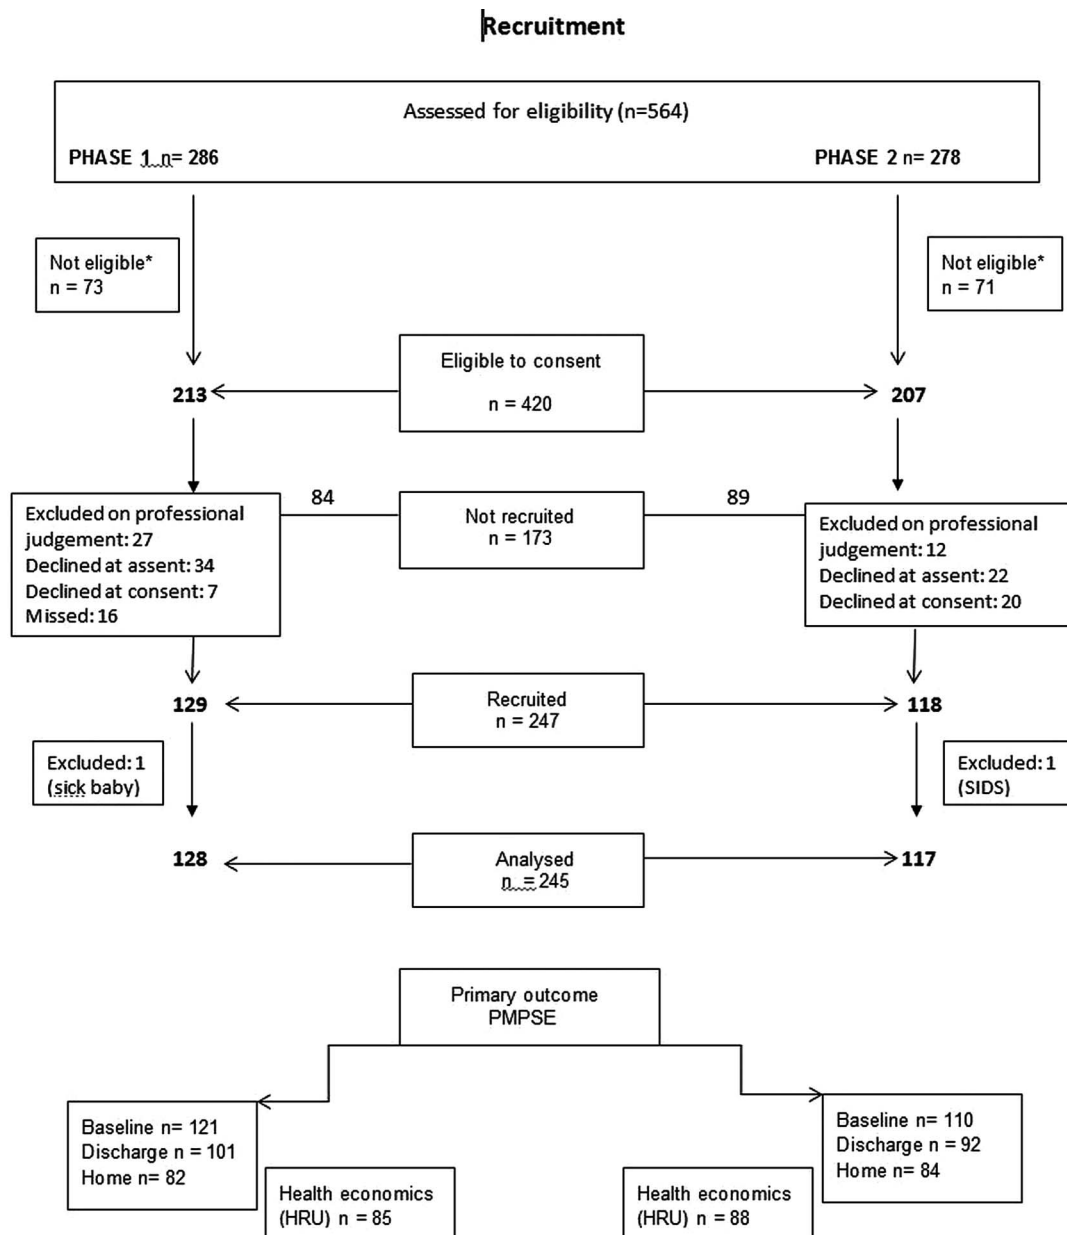 Recruitment
Assessed for eligibility (n=564)
PHASE 1 n= 286
PHASE 2 n= 278
Not eligible*
n = 73
Not eligible*
n = 71
Eligible to consent
n = 420
213
207
Excluded on professional
judgement: 27
Declined at assent: 34
Declined at consent: 7
Missed: 16
84
Not recruited
n = 173
89
Excluded on professional
judgement: 12
Declined at assent: 22
Declined at consent: 20
129
Recruited
n = 247
118
Excluded: 1
(sick baby)
Excluded: 1
(SIDS)
128
Analysed
n = 245
117
Primary outcome
PMPSE
Baseline n= 121
Discharge n = 101
Home n= 82
Baseline n= 110
Discharge n = 92
Home n= 84
Health economics
(HRU) n = 85
Health economics
(HRU) n = 88